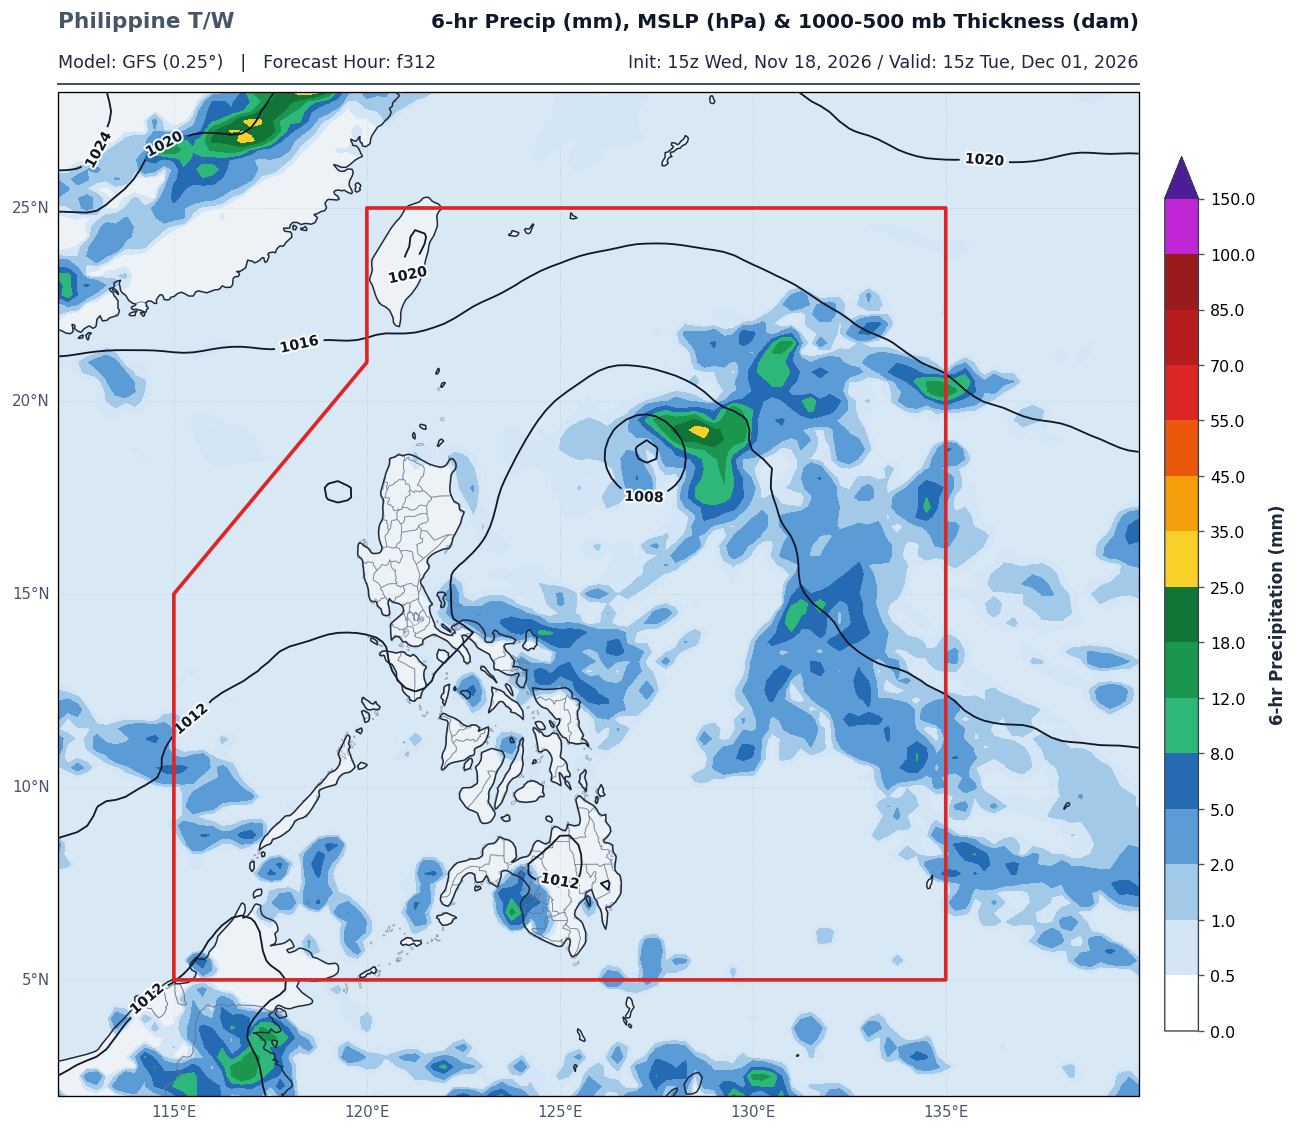 Philippine T/W
6-hr Precip (mm), MSLP (hPa) & 1000-500 mb Thickness (dam)
Model: GFS (0.25°) | Forecast Hour: f312
Init: 15z Wed, Nov 18, 2026 / Valid: 15z Tue, Dec 01, 2026
1024
1020
1020
1020
1016
1008
1012
1012
1012
25°N
20°N
15°N
10°N
5°N
115°E
120°E
125°E
130°E
135°E
150.0
100.0
85.0
70.0
55.0
45.0
35.0
25.0
18.0
12.0
8.0
5.0
2.0
1.0
0.5
0.0
6-hr Precipitation (mm)